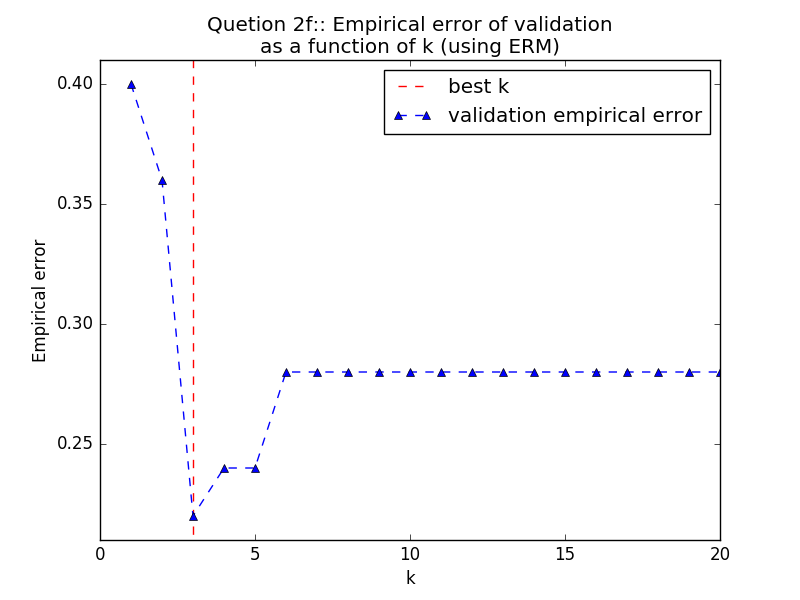 Quetion 2f:: Empirical error of validation
as a function of k (using ERM)
best k
validation empirical error
0.40
0.35
0.30
0.25
Empirical error
0 5 10 15 20
k